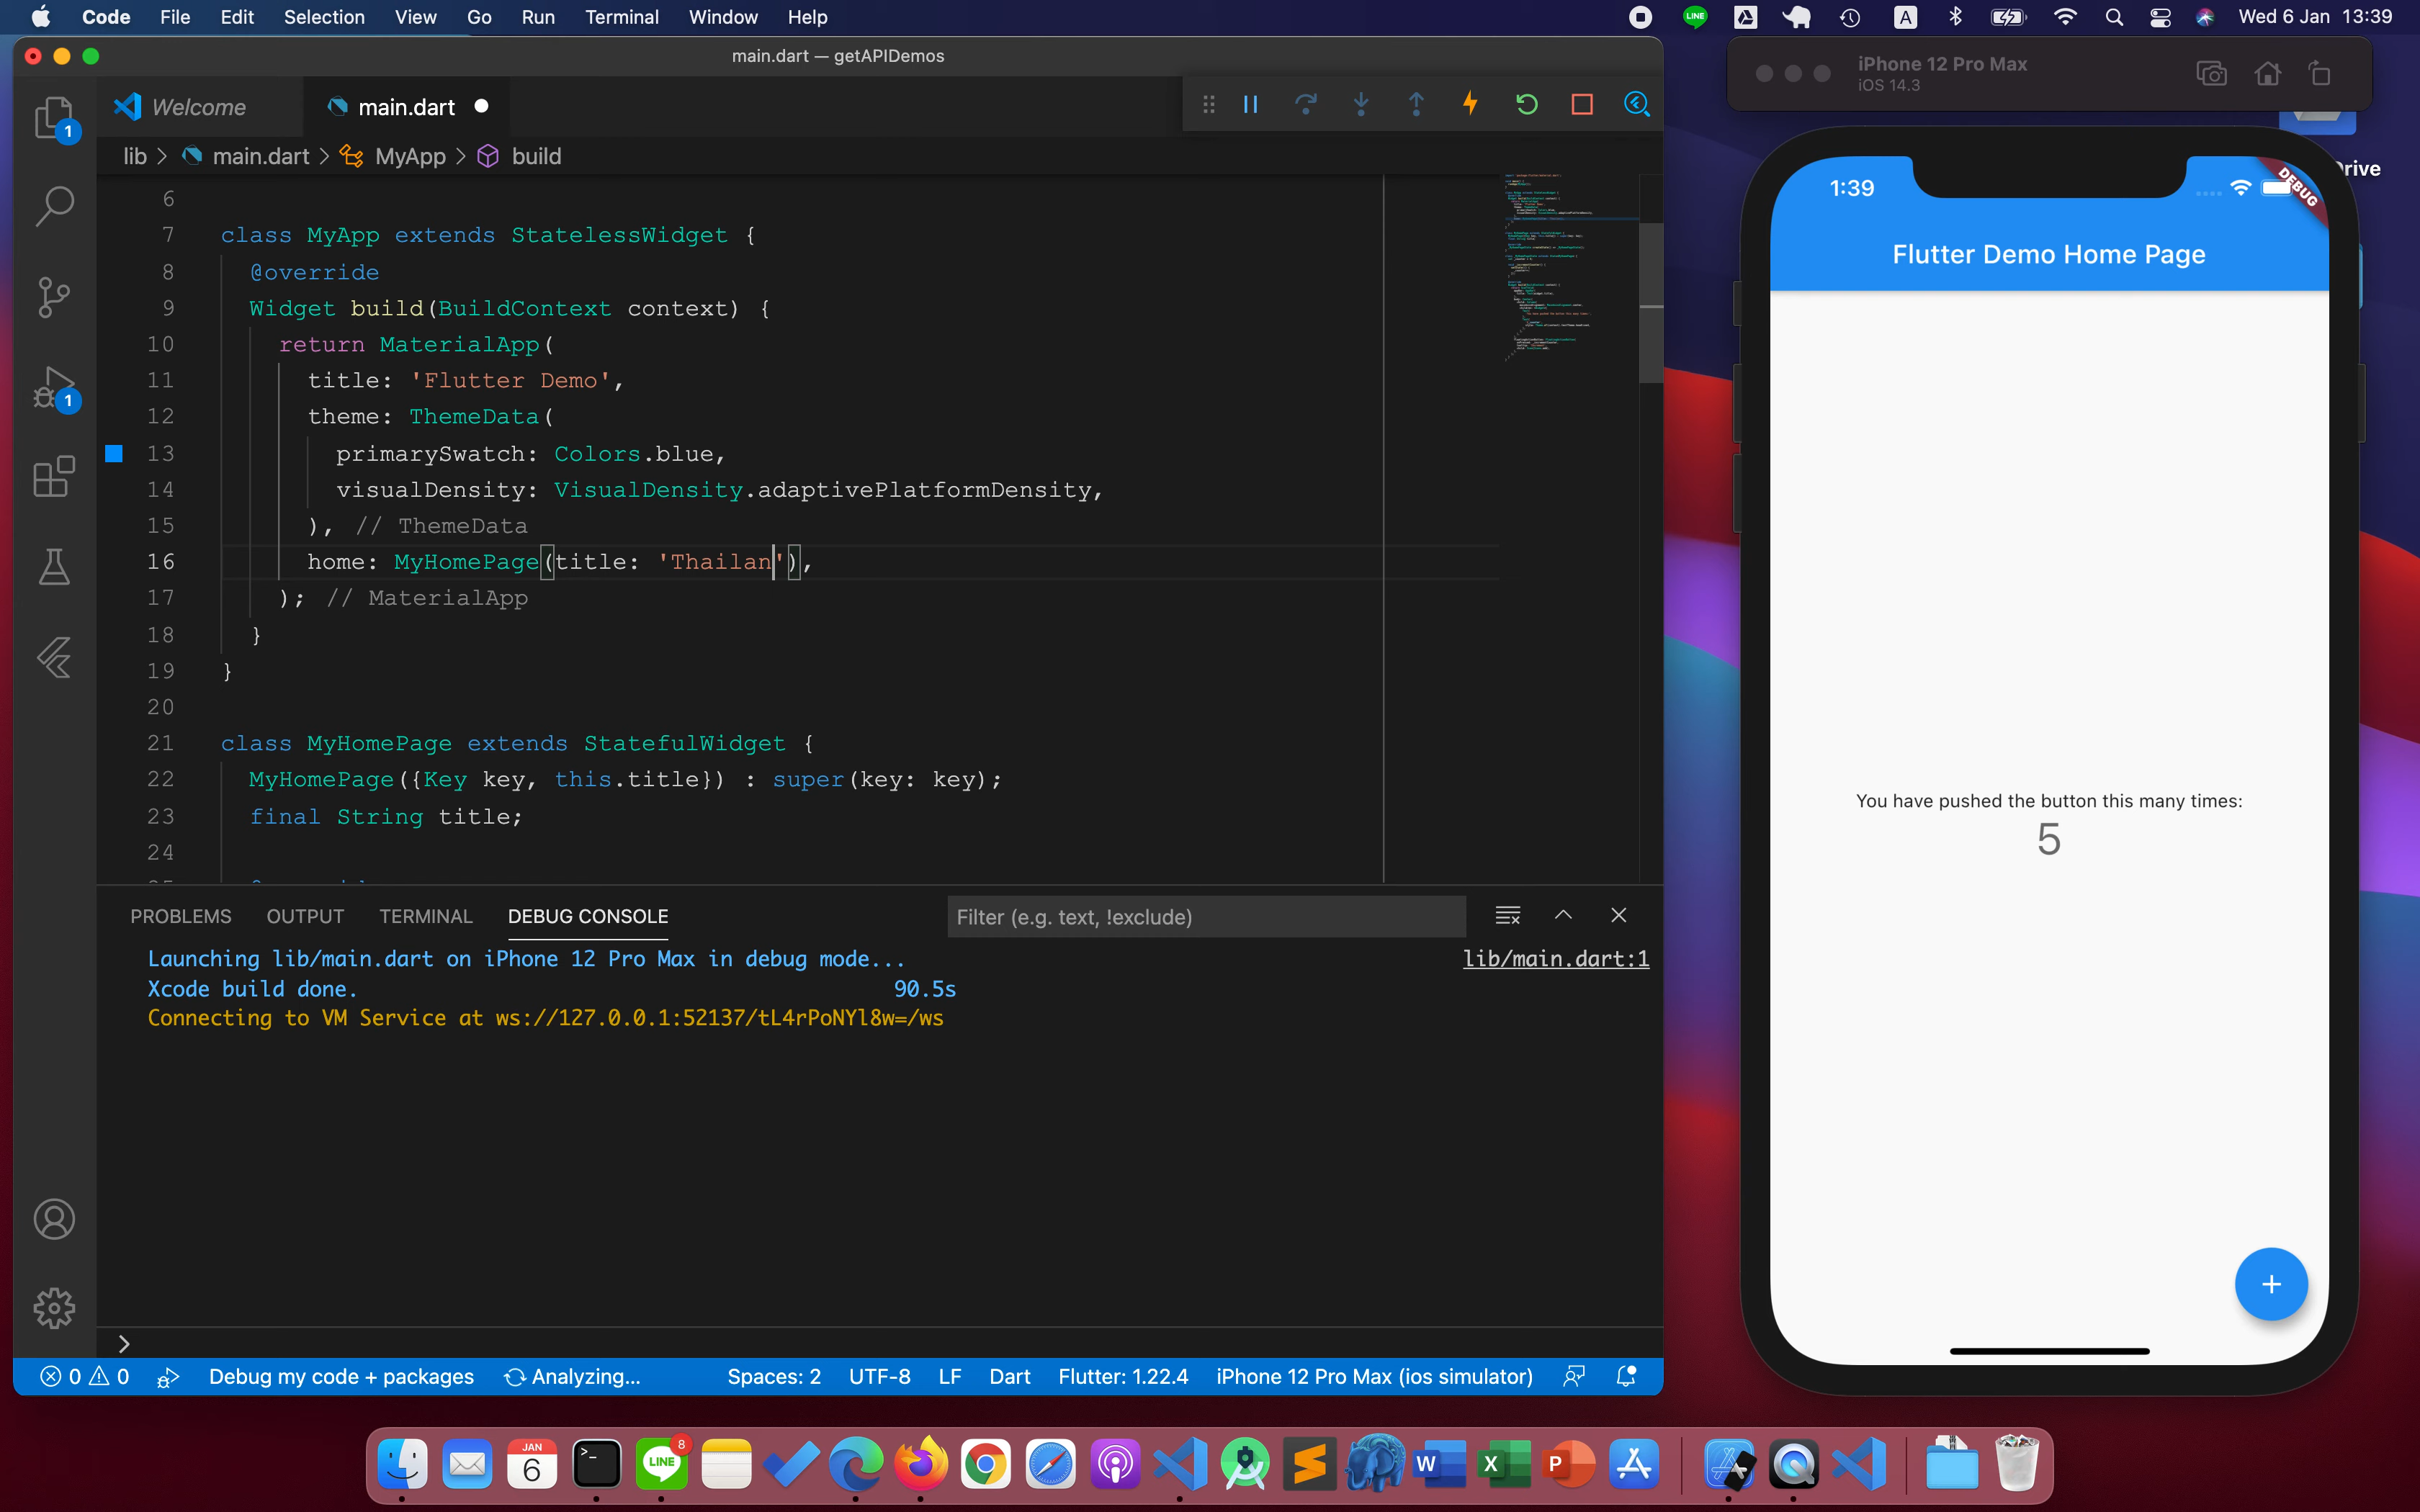 Code File Edit Selection View Go Run Terminal Window Help
LINE A Wed 6 Jan 13:39
main.dart — getAPIDemos
1
Welcome
main.dart
lib > main.dart > MyApp > build
6
7 class MyApp extends StatelessWidget {
8 @override
9 Widget build(BuildContext context) {
10 return MaterialApp(
11 title: 'Flutter Demo',
12 theme: ThemeData(
1
13 primarySwatch: Colors.blue,
14 visualDensity: VisualDensity.adaptivePlatformDensity,
15 ), // ThemeData
16 home: MyHomePage(title: 'Thailan'),
17 ); // MaterialApp
18 }
19 }
20
21 class MyHomePage extends StatefulWidget {
22 MyHomePage({Key key, this.title}) : super(key: key);
23 final String title;
24
PROBLEMS OUTPUT TERMINAL DEBUG CONSOLE
Filter (e.g. text, !exclude)
Launching lib/main.dart on iPhone 12 Pro Max in debug mode... lib/main.dart:1
Xcode build done. 90.5s
Connecting to VM Service at ws://127.0.0.1:52137/tL4rPoNYl8w=/ws
>
0 0 Debug my code + packages Analyzing... Spaces: 2 UTF-8 LF Dart Flutter: 1.22.4 iPhone 12 Pro Max (ios simulator)
iPhone 12 Pro Max
iOS 14.3
1:39
DEBUG
Flutter Demo Home Page
You have pushed the button this many times:
5
+
JAN
6
>_
LINE
8
W
X
P